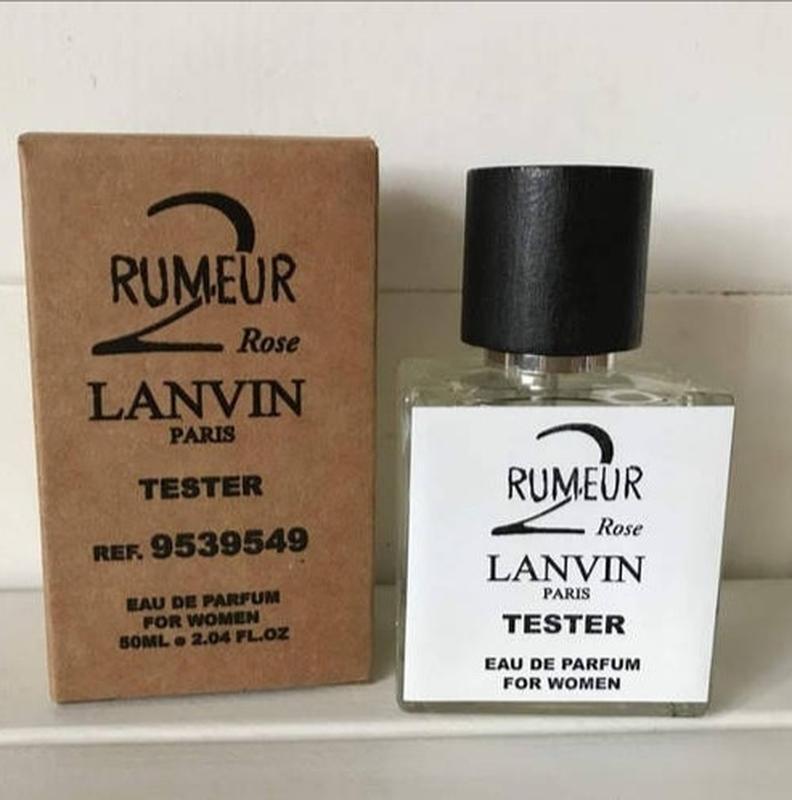 2
RUMEUR
Rose
LANVIN
PARIS
TESTER
REF. 9539549
EAU DE PARFUM
FOR WOMEN
50ML e 2.04 FL.OZ
2
RUMEUR
Rose
LANVIN
PARIS
TESTER
EAU DE PARFUM
FOR WOMEN